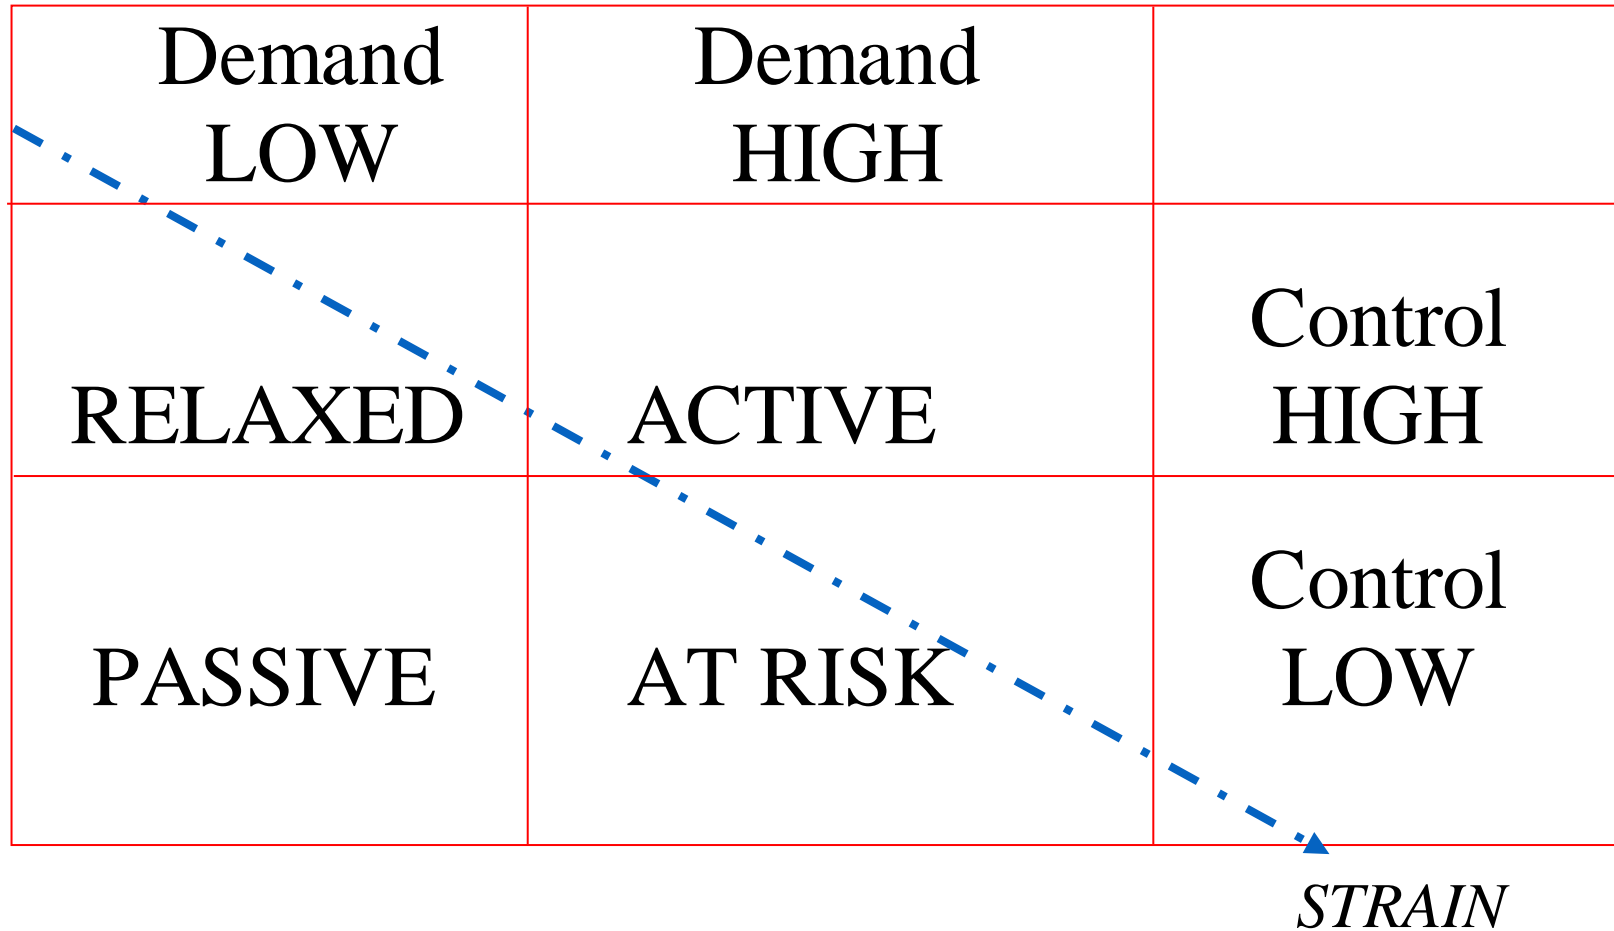 Demand
LOW
Demand
HIGH
RELAXED
ACTIVE
Control
HIGH
PASSIVE
AT RISK
Control
LOW
STRAIN